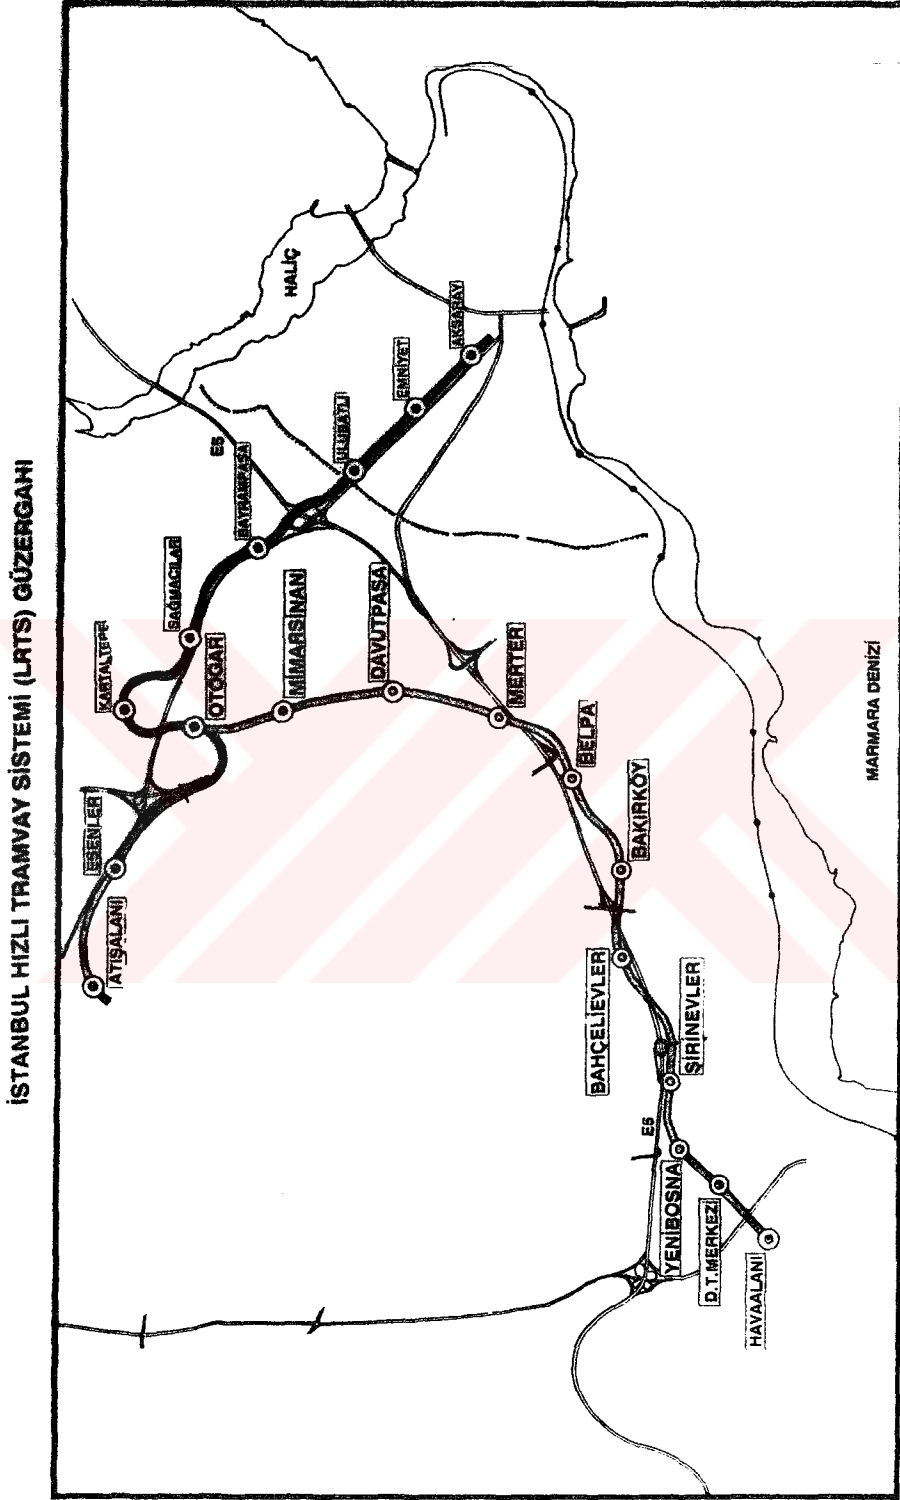 İSTANBUL HIZLI TRAMVAY SİSTEMİ (LRTS) GÜZERGAHI
HALİÇ
AKSARAY
EMNİYET
ULUBATLI
E5
BAYRAMPAŞA
SAĞMACILAR
KARTALTEPE
OTOGAR
ESENLER
ATIŞALANI
MİMARSİNAN
DAVUTPAŞA
MERTER
BELPA
BAKIRKÖY
BAHÇELİEVLER
ŞİRİNEVLER
E5
YENİBOSNA
D.T.MERKEZİ
HAVAALANI
MARMARA DENİZİ